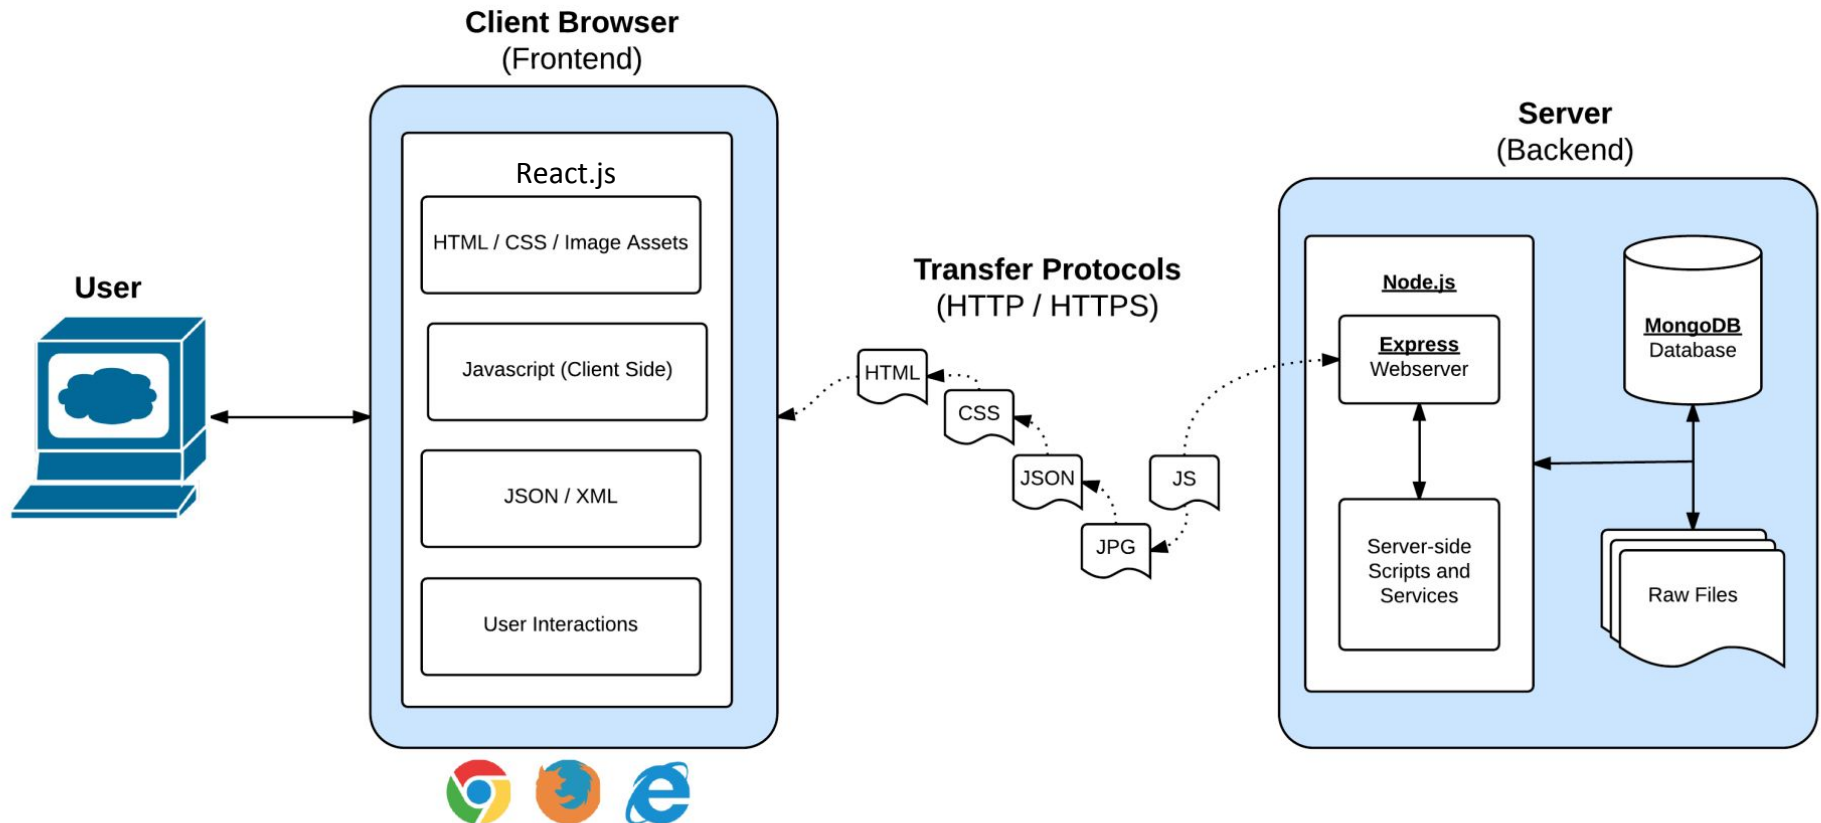 Client Browser
(Frontend)
React.js
HTML / CSS / Image Assets
Javascript (Client Side)
JSON / XML
User Interactions
User
Transfer Protocols
(HTTP / HTTPS)
HTML
CSS
JSON
JPG
JS
Server
(Backend)
Node.js
Express
Webserver
Server-side
Scripts and
Services
MongoDB
Database
Raw Files